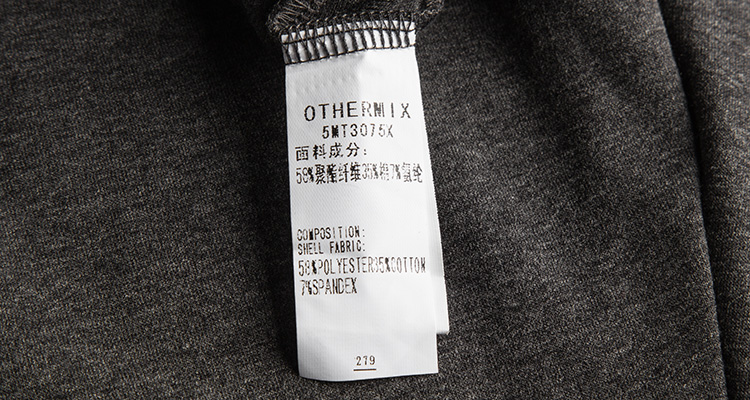 OTHERMIX
5MT3075X
面料成分:
58%聚酯纤维35%棉7%氨纶
COMPOSITION:
SHELL FABRIC:
58%POLYESTER35%COTTON
7%SPANDEX
279